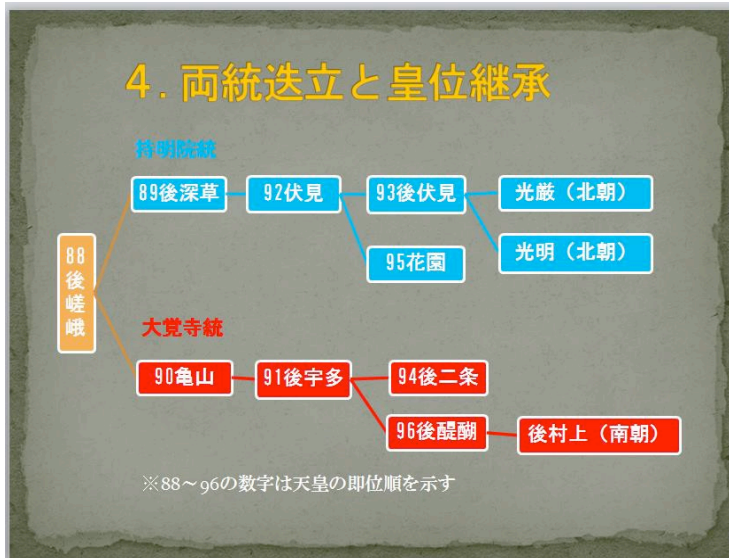 4．両統迭立と皇位継承
持明院統
89後深草
92伏見
93後伏見
光厳（北朝）
光明（北朝）
95花園
88後嵯峨
大覚寺統
90亀山
91後宇多
94後二条
96後醍醐
後村上（南朝）
※88～96の数字は天皇の即位順を示す